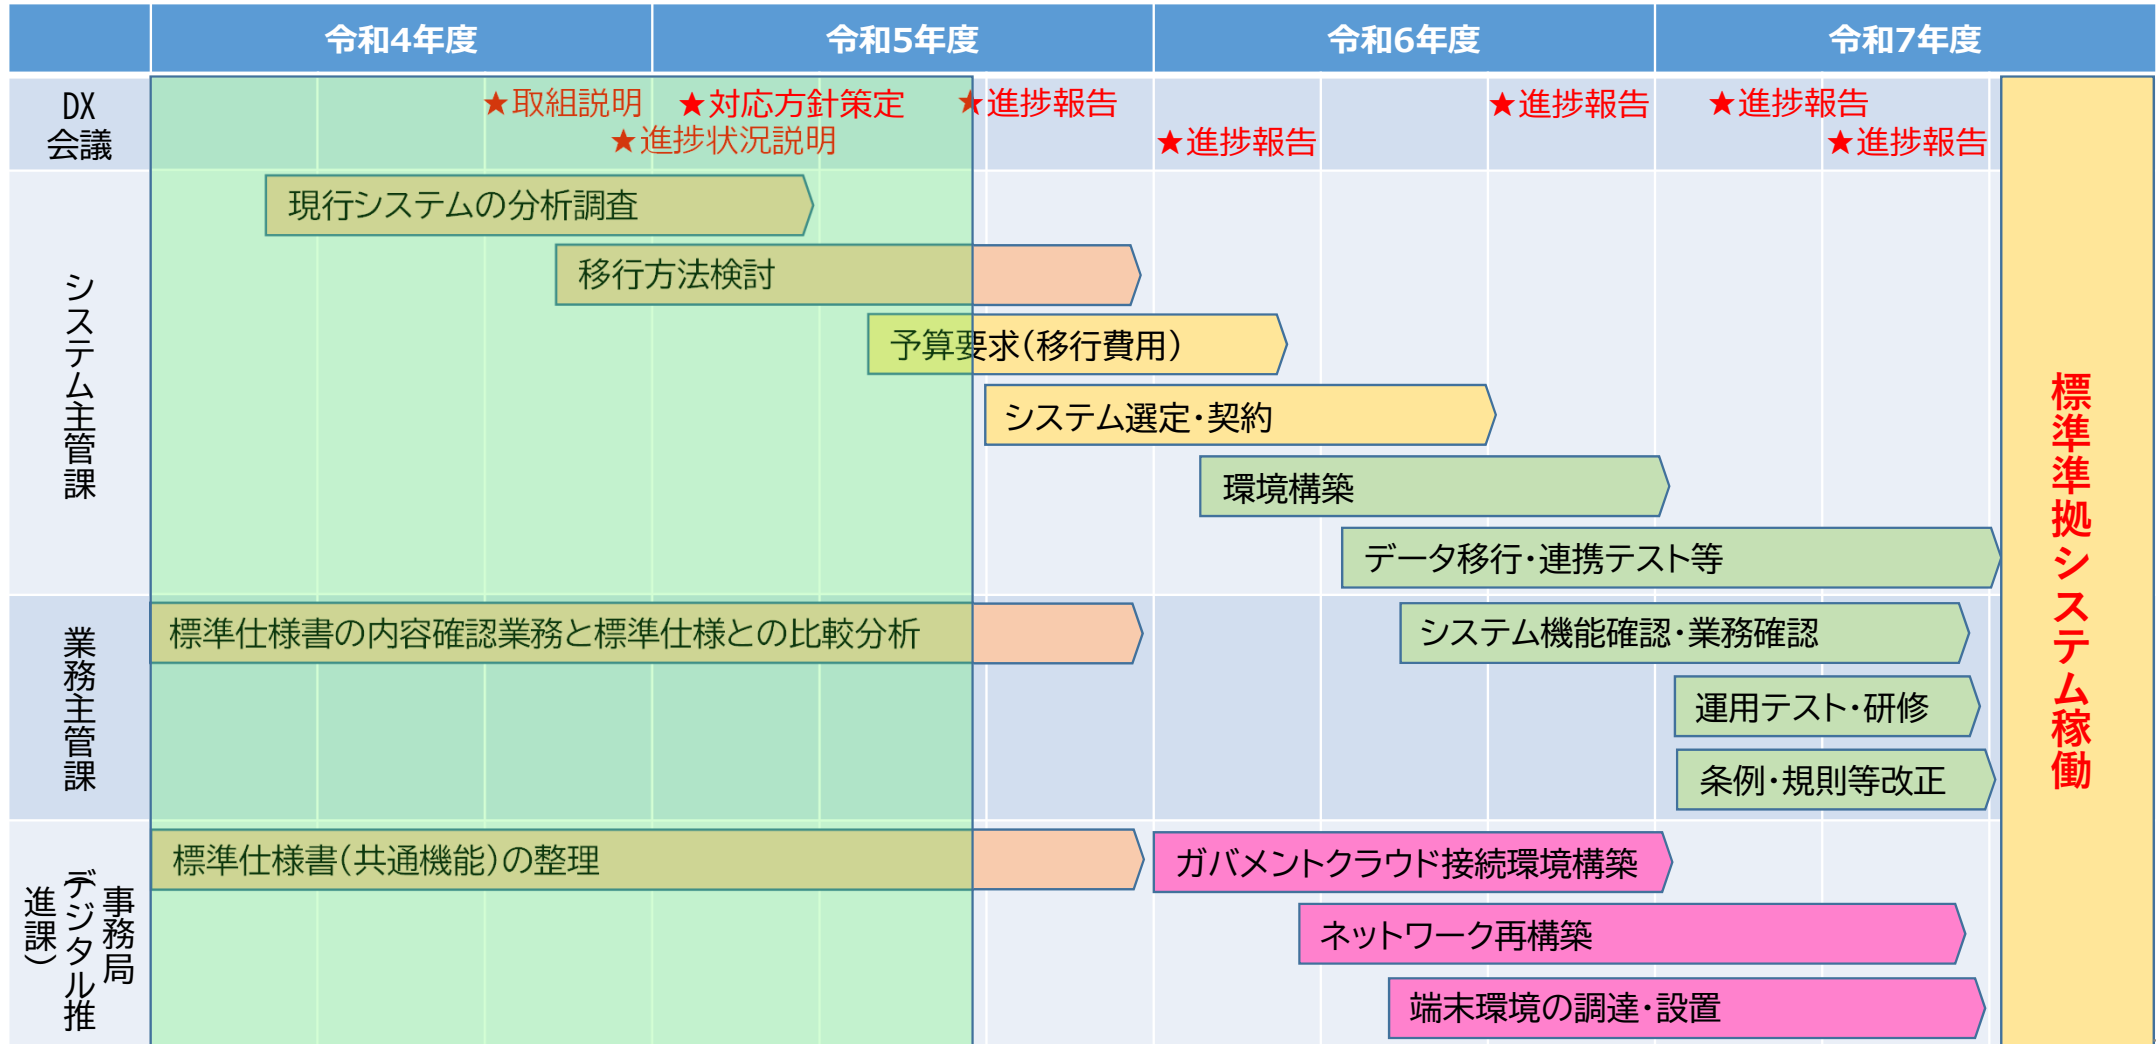 令和4年度
令和5年度
令和6年度
令和7年度
DX
会議
★取組説明
★対応方針策定
★進捗報告
★進捗報告
★進捗報告
★進捗状況説明
★進捗報告
★進捗報告
システム主管課
現行システムの分析調査
移行方法検討
予算要求(移行費用)
システム選定・契約
環境構築
データ移行・連携テスト等
業務主管課
標準仕様書の内容確認業務と標準仕様との比較分析
システム機能確認・業務確認
運用テスト・研修
条例・規則等改正
事務局
(デジタル推
進課)
標準仕様書(共通機能)の整理
ガバメントクラウド接続環境構築
ネットワーク再構築
端末環境の調達・設置
標準準拠システム稼働